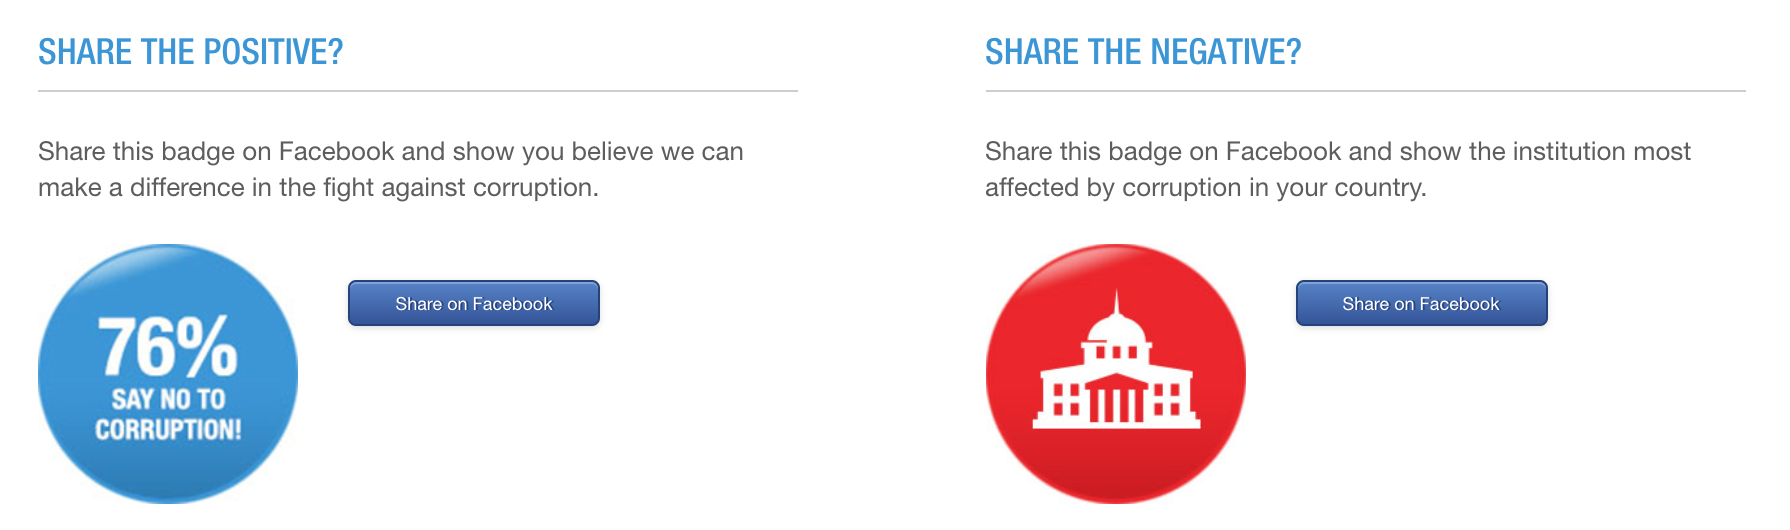 SHARE THE POSITIVE?
Share this badge on Facebook and show you believe we can
make a difference in the fight against corruption.
76%
SAY NO TO
CORRUPTION!
Share on Facebook
SHARE THE NEGATIVE?
Share this badge on Facebook and show the institution most
affected by corruption in your country.
Share on Facebook